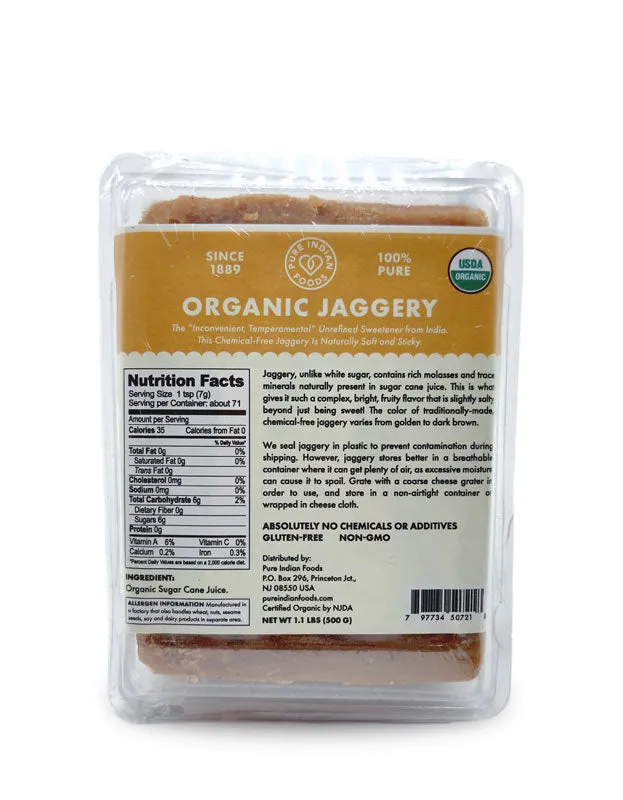 SINCE
1889
PURE INDIAN
FOODS
100%
PURE
USDA
ORGANIC
ORGANIC JAGGERY
The "Inconvenient, Temperamental" Unrefined Sweetener from India.
This Chemical-Free Jaggery Is Naturally Soft and Sticky.
Nutrition Facts
Serving Size 1 tsp (7g)
Serving per Container: about 71
Amount per Serving
Calories 35 Calories from Fat 0
% Daily Value*
Total Fat 0g 0%
Saturated Fat 0g 0%
Trans Fat 0g
Cholesterol 0mg 0%
Sodium 0mg 0%
Total Carbohydrate 6g 2%
Dietary Fiber 0g
Sugars 6g
Protein 0g
Vitamin A 6% Vitamin C 0%
Calcium 0.2% Iron 0.3%
*Percent Daily Values are based on a 2,000 calorie diet.
INGREDIENT:
Organic Sugar Cane Juice.
ALLERGEN INFORMATION Manufactured in
a factory that also handles wheat, nuts, sesame
seeds, soy and dairy products in separate area.
Jaggery, unlike white sugar, contains rich molasses and trace
minerals naturally present in sugar cane juice. This is what
gives it such a complex, bright, fruity flavor that is slightly salty
beyond just being sweet! The color of traditionally-made,
chemical-free jaggery varies from golden to dark brown.
We seal jaggery in plastic to prevent contamination during
shipping. However, jaggery stores better in a breathable
container where it can get plenty of air, as excessive moisture
can cause it to spoil. Grate with a coarse cheese grater in
order to use, and store in a non-airtight container or
wrapped in cheese cloth.
ABSOLUTELY NO CHEMICALS OR ADDITIVES
GLUTEN-FREE NON-GMO
Distributed by:
Pure Indian Foods
P.O. Box 296, Princeton Jct.,
NJ 08550 USA
pureindianfoods.com
Certified Organic by NJDA
NET WT 1.1 LBS (500 G)
7 97734 50721 8